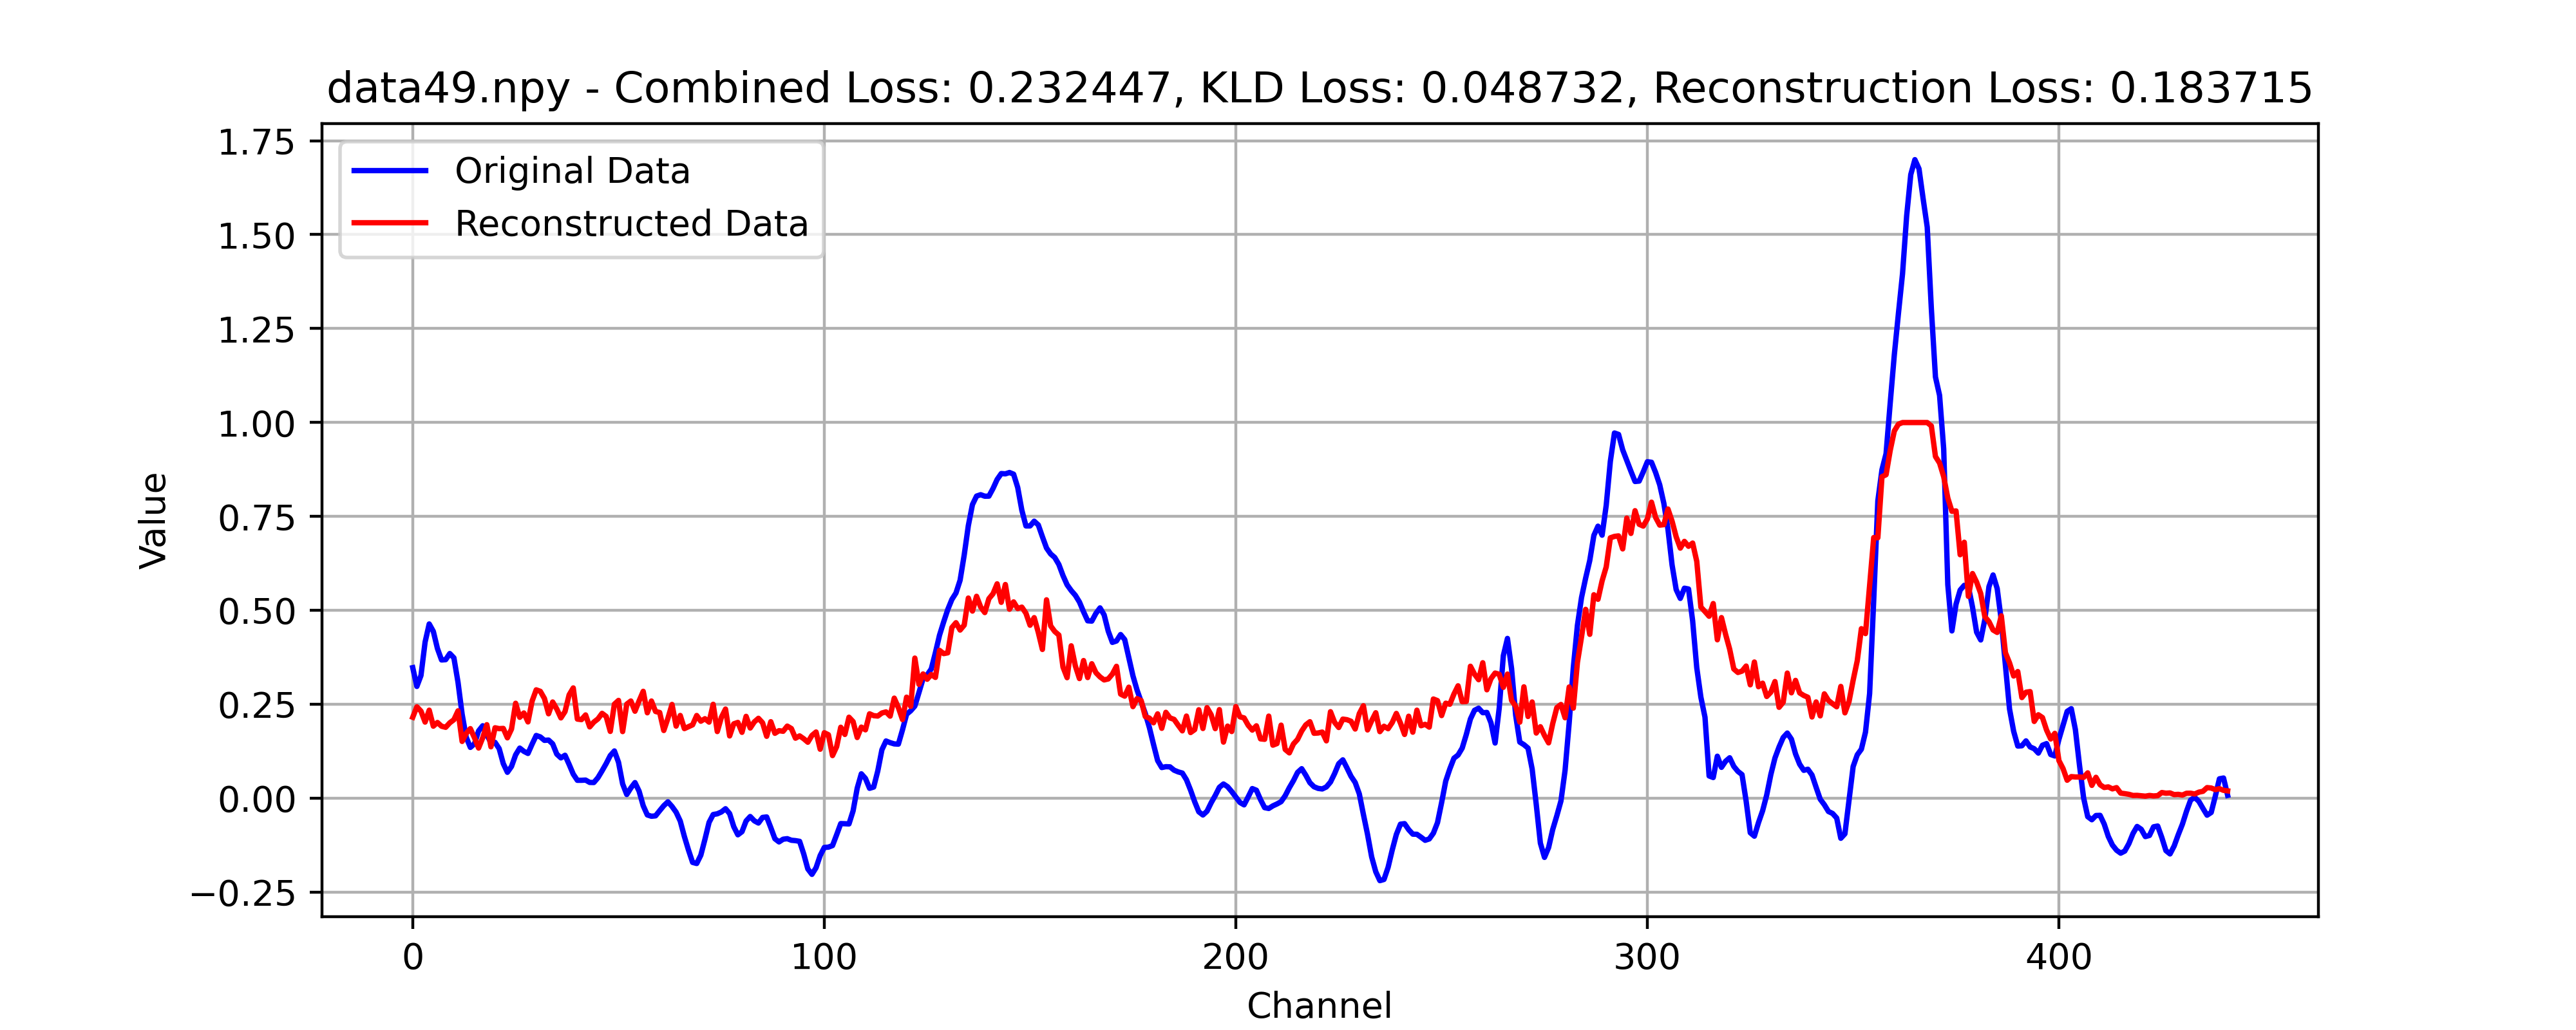 data49.npy - Combined Loss: 0.232447, KLD Loss: 0.048732, Reconstruction Loss: 0.183715
Original Data
Reconstructed Data
1.75
1.50
1.25
1.00
0.75
0.50
0.25
0.00
−0.25
Value
0 100 200 300 400
Channel